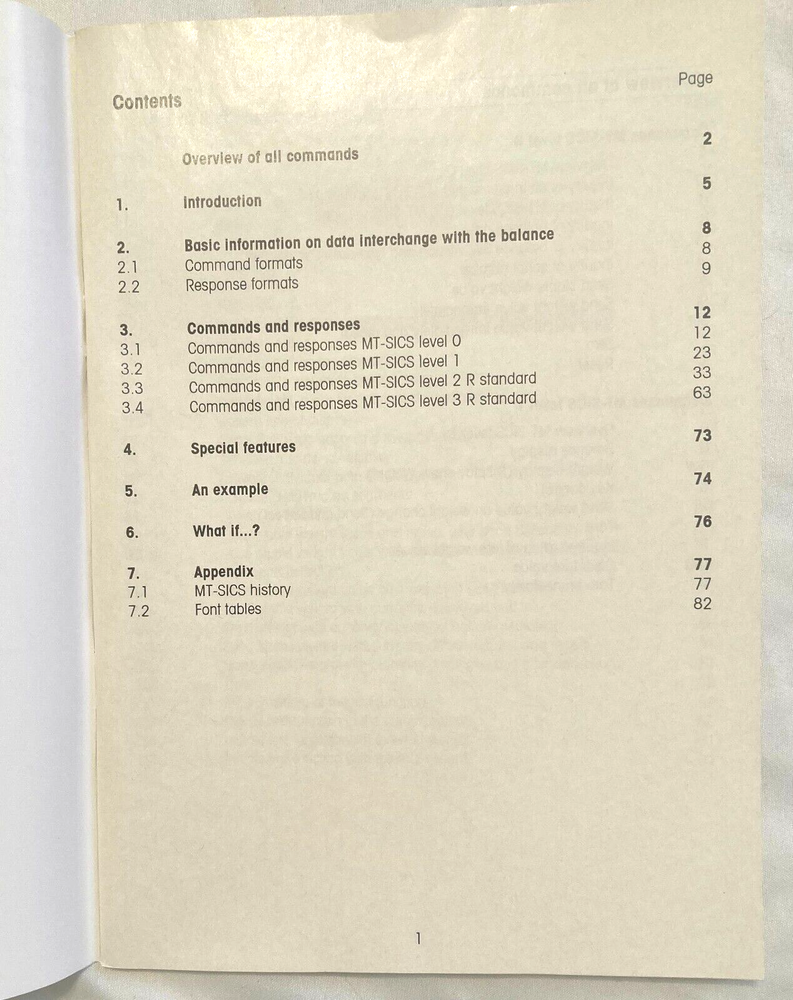 Page
Contents
Overview of all commands 2
1. Introduction 5
2. Basic information on data interchange with the balance 8
2.1 Command formats 8
2.2 Response formats 9
3. Commands and responses 12
3.1 Commands and responses MT-SICS level 0 12
3.2 Commands and responses MT-SICS level 1 23
3.3 Commands and responses MT-SICS level 2 R standard 33
3.4 Commands and responses MT-SICS level 3 R standard 63
4. Special features 73
5. An example 74
6. What if...? 76
7. Appendix 77
7.1 MT-SICS history 77
7.2 Font tables 82
1